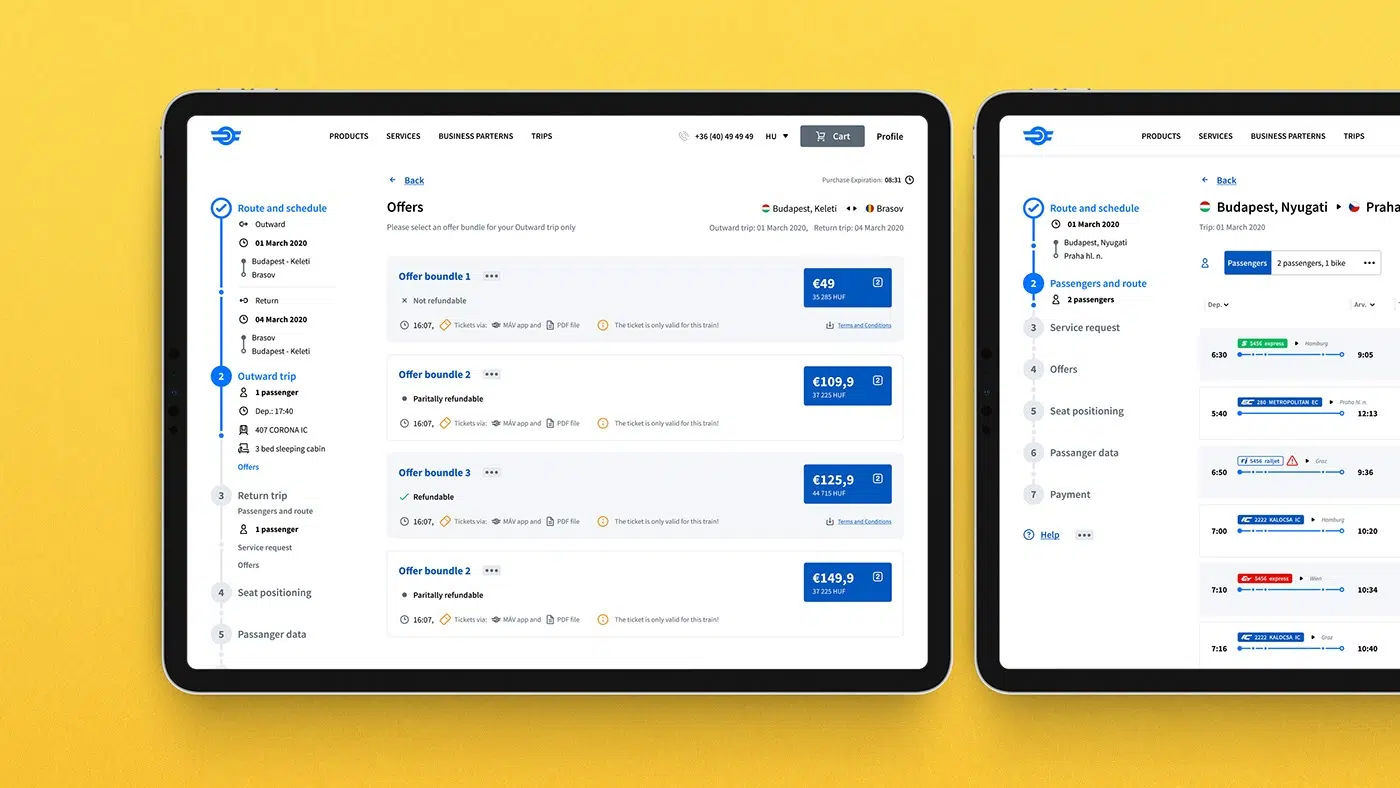 PRODUCTS SERVICES BUSINESS PARTERNS TRIPS +36 (40) 49 49 49 HU Cart Profile
Back Purchase Expiration: 08:31
Offers Budapest, Keleti Brasov
Please select an offer bundle for your Outward trip only Outward trip: 01 March 2020, Return trip: 04 March 2020
Route and schedule
Outward
01 March 2020
Budapest - Keleti
Brasov
Return
04 March 2020
Brasov
Budapest - Keleti
2 Outward trip
1 passenger
Dep.: 17:40
407 CORONA IC
3 bed sleeping cabin
Offers
3 Return trip
Passengers and route
1 passenger
Service request
Offers
4 Seat positioning
5 Passanger data
Offer boundle 1
€49 2
35 285 HUF
Not refundable
16:07, Tickets via: MÁV app and PDF file The ticket is only valid for this train! Terms and Conditions
Offer boundle 2
€109,9 2
37 225 HUF
Paritally refundable
16:07, Tickets via: MÁV app and PDF file The ticket is only valid for this train!
Offer boundle 3
€125,9 2
44 715 HUF
Refundable
16:07, Tickets via: MÁV app and PDF file The ticket is only valid for this train! Terms and Conditions
Offer boundle 2
€149,9 2
37 225 HUF
Paritally refundable
16:07, Tickets via: MÁV app and PDF file The ticket is only valid for this train!
PRODUCTS SERVICES BUSINESS PARTERNS TRIPS
Back
Budapest, Nyugati Praha
Trip: 01 March 2020
Route and schedule
01 March 2020
Budapest, Nyugati
Praha hl. n.
2 Passengers and route
2 passengers
3 Service request
4 Offers
5 Seat positioning
6 Passanger data
7 Payment
Help
Passengers 2 passengers, 1 bike
Dep. Arv.
S456 express Hamburg
6:30 9:05
EC 280 METROPOLITAN EC Praha hl. n.
5:40 12:13
rj S456 railjet Graz
6:50 9:36
IC 2222 KALOCSA IC Hamburg
7:00 10:20
S456 express Wien
7:10 10:34
IC 2222 KALOCSA IC Graz
7:16 10:40